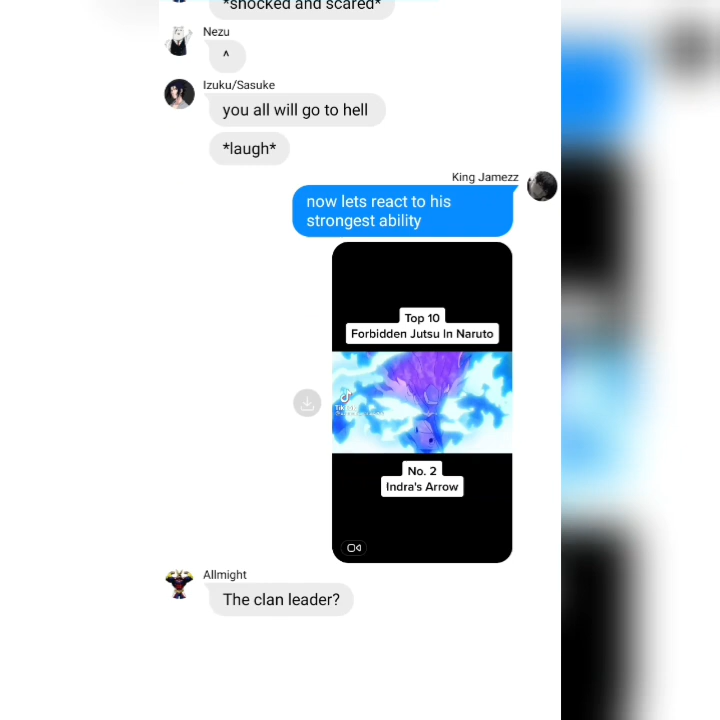 *shocked and scared*
Nezu
^
Izuku/Sasuke
you all will go to hell
*laugh*
King Jamezz
now lets react to his
strongest ability
Top 10
Forbidden Jutsu In Naruto
TikTok
No. 2
Indra's Arrow
Allmight
The clan leader?